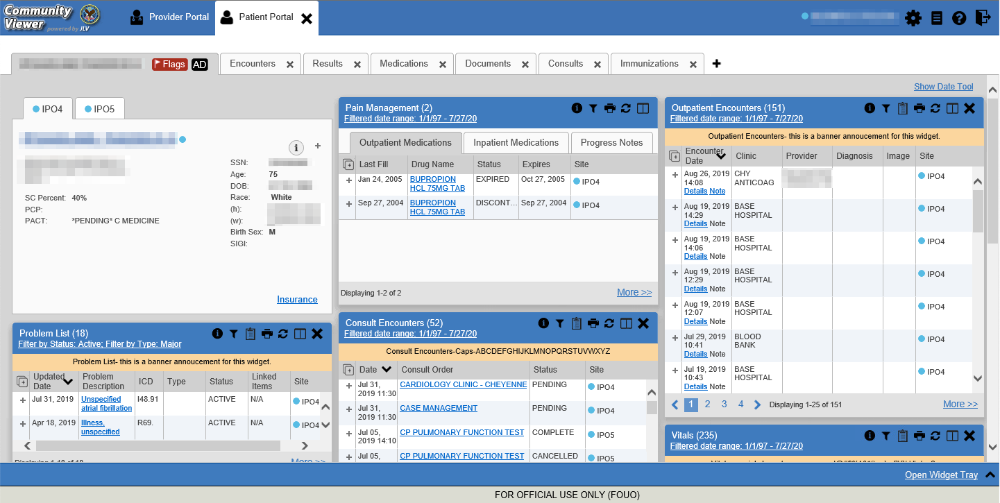 Community
Viewer
powered by JLV
Provider Portal
Patient Portal
Flags AD
Encounters
Results
Medications
Documents
Consults
Immunizations
Show Date Tool
IPO4 IPO5
SSN:
Age: 75
DOB:
Race: White
(h):
(w):
Birth Sex: M
SIGI:
SC Percent: 40%
PCP:
PACT: *PENDING* C MEDICINE
Insurance
Problem List (18)
Filter by Status: Active; Filter by Type: Major
Problem List- this is a banner annoucement for this widget.
Updated Date Problem Description ICD Type Status Linked Items Site
Jul 31, 2019 Unspecified atrial fibrillation I48.91 ACTIVE N/A IPO4
Apr 18, 2019 Illness, unspecified R69. ACTIVE N/A IPO4
Displaying 1-18 of 18 More >>
Pain Management (2)
Filtered date range: 1/1/97 - 7/27/20
Outpatient Medications Inpatient Medications Progress Notes
Last Fill Drug Name Status Expires Site
Jan 24, 2005 BUPROPION HCL 75MG TAB EXPIRED Oct 27, 2005 IPO4
Sep 27, 2004 BUPROPION HCL 75MG TAB DISCONT... Sep 27, 2004 IPO4
Displaying 1-2 of 2 More >>
Consult Encounters (52)
Filtered date range: 1/1/97 - 7/27/20
Consult Encounters-Caps-ABCDEFGHIJKLMNOPQRSTUVWXYZ
Date Consult Order Status Site
Jul 31, 2019 11:30 CARDIOLOGY CLINIC - CHEYENNE PENDING IPO4
Jul 31, 2019 11:30 CASE MANAGEMENT PENDING IPO4
Jul 05, 2019 14:10 CP PULMONARY FUNCTION TEST COMPLETE IPO5
Jul 05, CP PULMONARY FUNCTION TEST CANCELLED IPO5
Outpatient Encounters (151)
Filtered date range: 1/1/97 - 7/27/20
Outpatient Encounters- this is a banner annoucement for this widget.
Encounter Date Clinic Provider Diagnosis Image Site
Aug 26, 2019 14:08 Details Note CHY ANTICOAG IPO4
Aug 19, 2019 14:29 Details Note BASE HOSPITAL IPO4
Aug 19, 2019 14:06 Details Note BASE HOSPITAL IPO4
Aug 19, 2019 12:29 Details Note BASE HOSPITAL IPO4
Aug 19, 2019 12:07 Details Note BASE HOSPITAL IPO4
Jul 29, 2019 10:41 Details Note BLOOD BANK IPO4
Jul 19, 2019 10:43 Details Note BASE HOSPITAL IPO4
1 2 3 4 Displaying 1-25 of 151 More >>
Vitals (235)
Filtered date range: 1/1/97 - 7/27/20
Open Widget Tray
FOR OFFICIAL USE ONLY (FOUO)